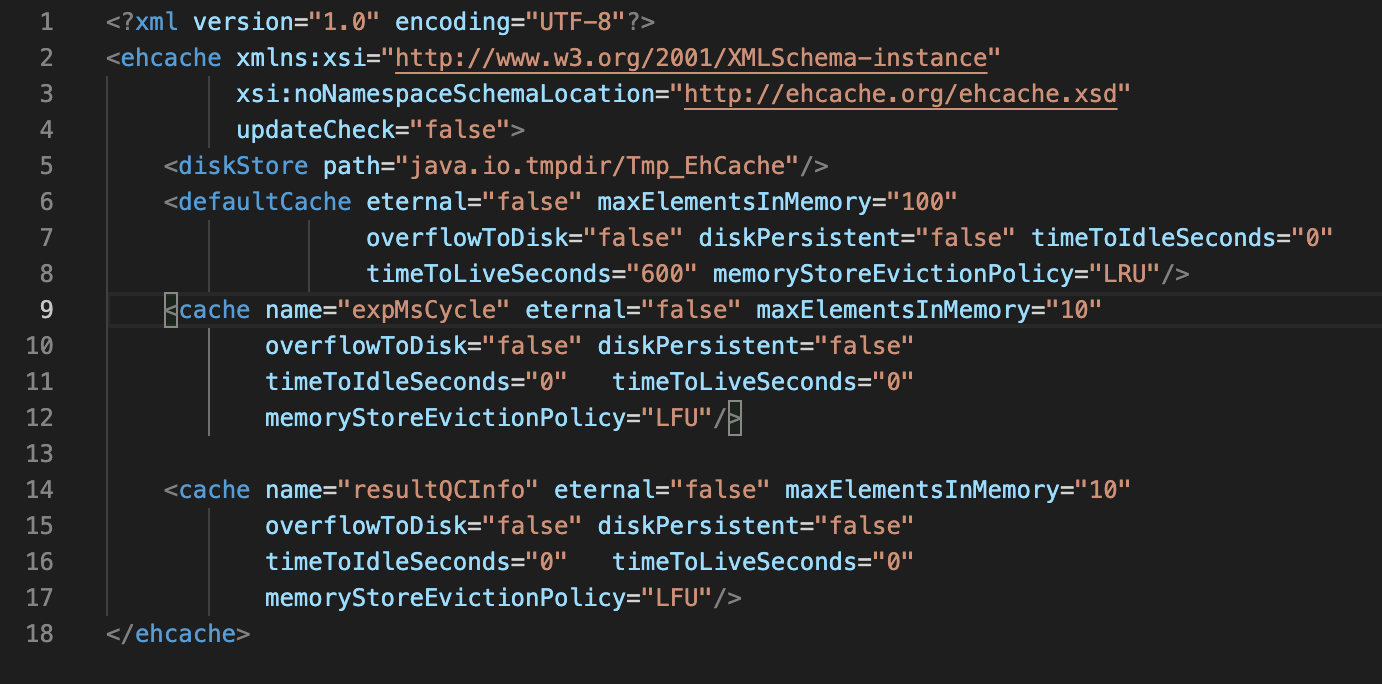 1 <?xml version="1.0" encoding="UTF-8"?>
2 <ehcache xmlns:xsi="http://www.w3.org/2001/XMLSchema-instance"
3 xsi:noNamespaceSchemaLocation="http://ehcache.org/ehcache.xsd"
4 updateCheck="false">
5 <diskStore path="java.io.tmpdir/Tmp_EhCache"/>
6 <defaultCache eternal="false" maxElementsInMemory="100"
7 overflowToDisk="false" diskPersistent="false" timeToIdleSeconds="0"
8 timeToLiveSeconds="600" memoryStoreEvictionPolicy="LRU"/>
9 <cache name="expMsCycle" eternal="false" maxElementsInMemory="10"
10 overflowToDisk="false" diskPersistent="false"
11 timeToIdleSeconds="0"   timeToLiveSeconds="0"
12 memoryStoreEvictionPolicy="LFU"/>
13
14 <cache name="resultQCInfo" eternal="false" maxElementsInMemory="10"
15 overflowToDisk="false" diskPersistent="false"
16 timeToIdleSeconds="0"   timeToLiveSeconds="0"
17 memoryStoreEvictionPolicy="LFU"/>
18 </ehcache>